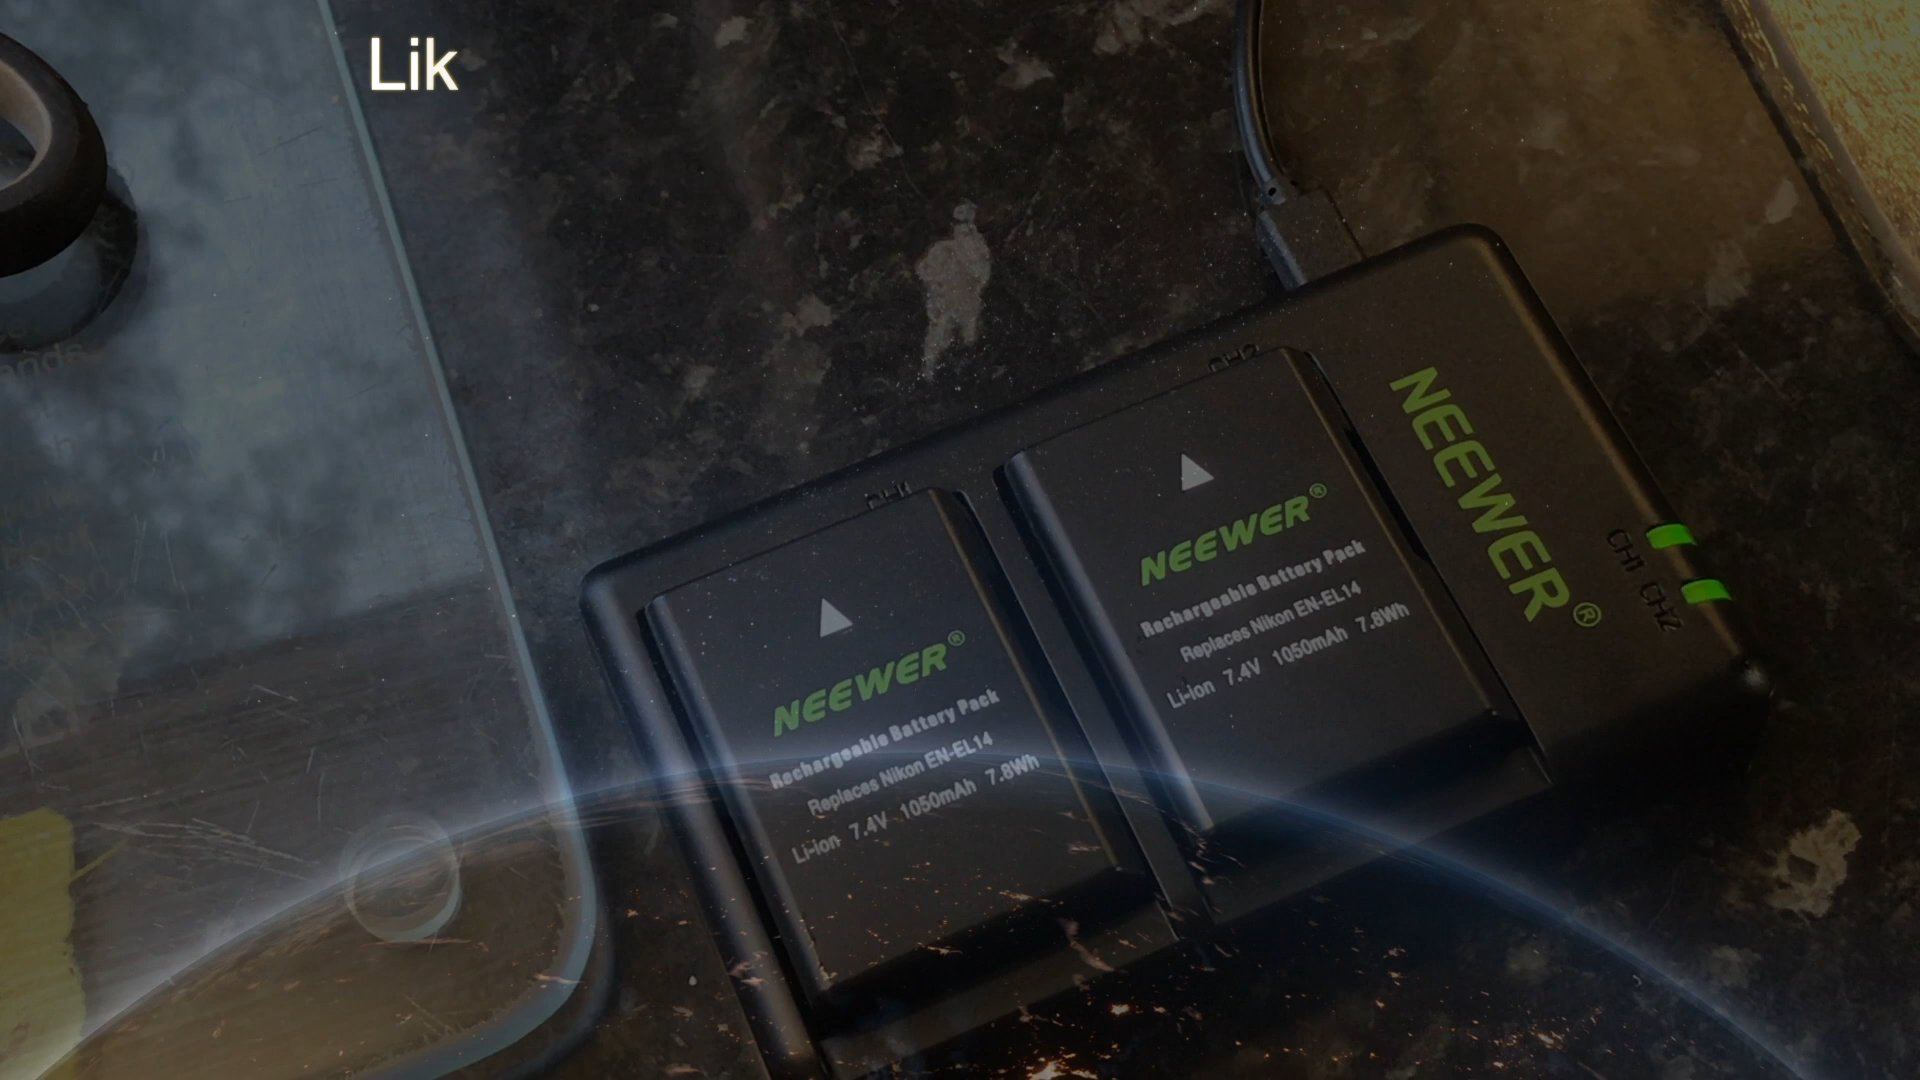 Lik
CH2
NEEWER®
CH1 CH2
CH1
NEEWER®
Rechargeable Battery Pack
Replaces Nikon EN-EL14
Li-ion 7.4V 1050mAh 7.8Wh
NEEWER®
Rechargeable Battery Pack
Replaces Nikon EN-EL14
Li-ion 7.4V 1050mAh 7.8Wh